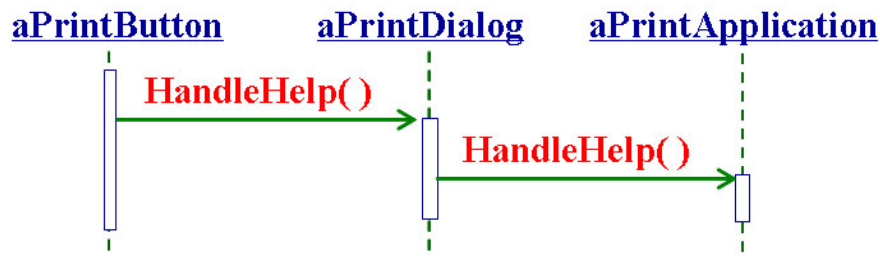 aPrintButton aPrintDialog aPrintApplication
HandleHelp( )
HandleHelp( )